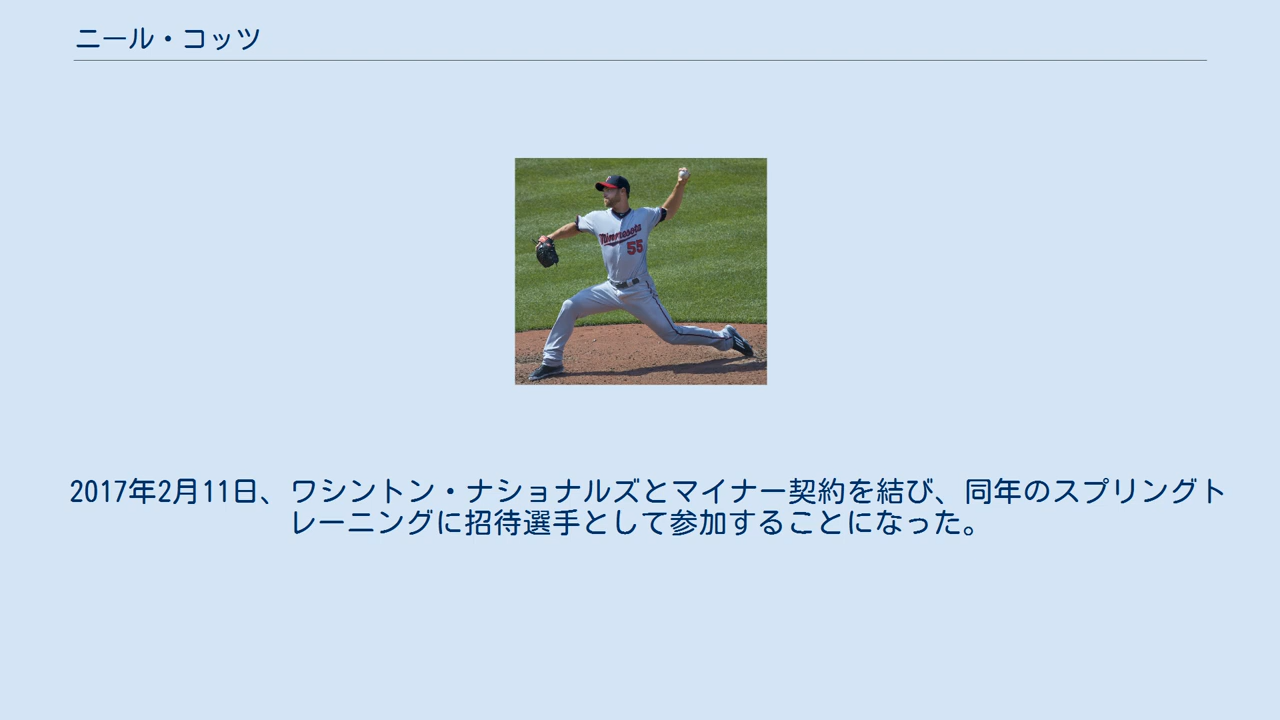 ニール・コッツ
Minnesota
55
2017年2月11日、ワシントン・ナショナルズとマイナー契約を結び、同年のスプリングト
レーニングに招待選手として参加することになった。